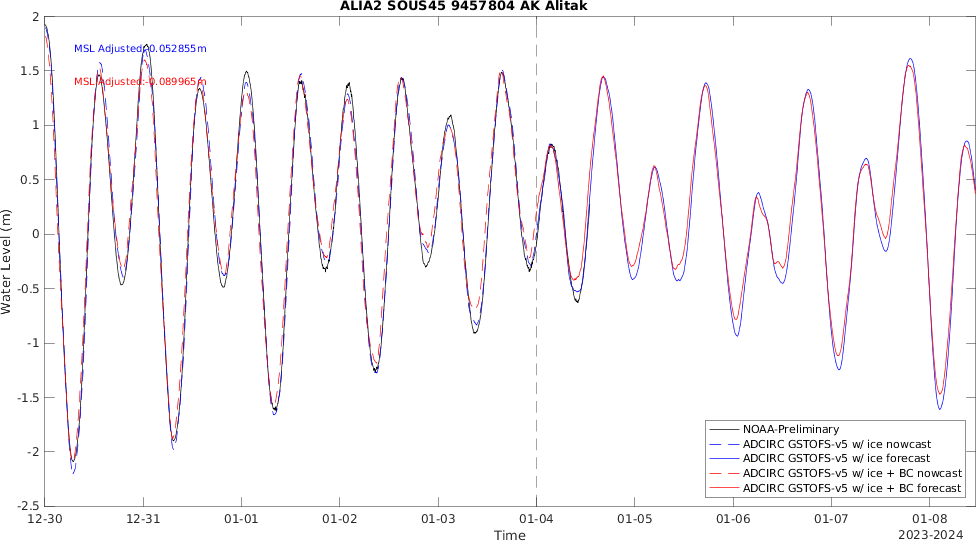 ALIA2 SOUS45 9457804 AK Alitak
MSL Adjusted: 0.052855m
MSL Adjusted:-0.089965m
Water Level (m)
2
1.5
1
0.5
0
-0.5
-1
-1.5
-2
-2.5
NOAA-Preliminary
ADCIRC GSTOFS-v5 w/ ice nowcast
ADCIRC GSTOFS-v5 w/ ice forecast
ADCIRC GSTOFS-v5 w/ice + BC nowcast
ADCIRC GSTOFS-v5 w/ice + BC forecast
12-30 12-31 01-01 01-02 01-03 01-04 01-05 01-06 01-07 01-08
Time
2023-2024